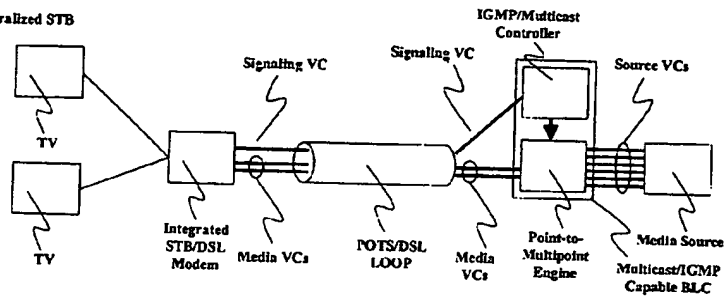 ralized STB
IGMP/Multicast
Controller
Signaling VC
Signaling VC
Source VCs
TV
TV
Integrated
STB/DSL
Modem
Media VCs
POTS/DSL
LOOP
Media
VCs
Point-to-
Multipoint
Engine
Media Source
Multicast/IGMP
Capable BLC